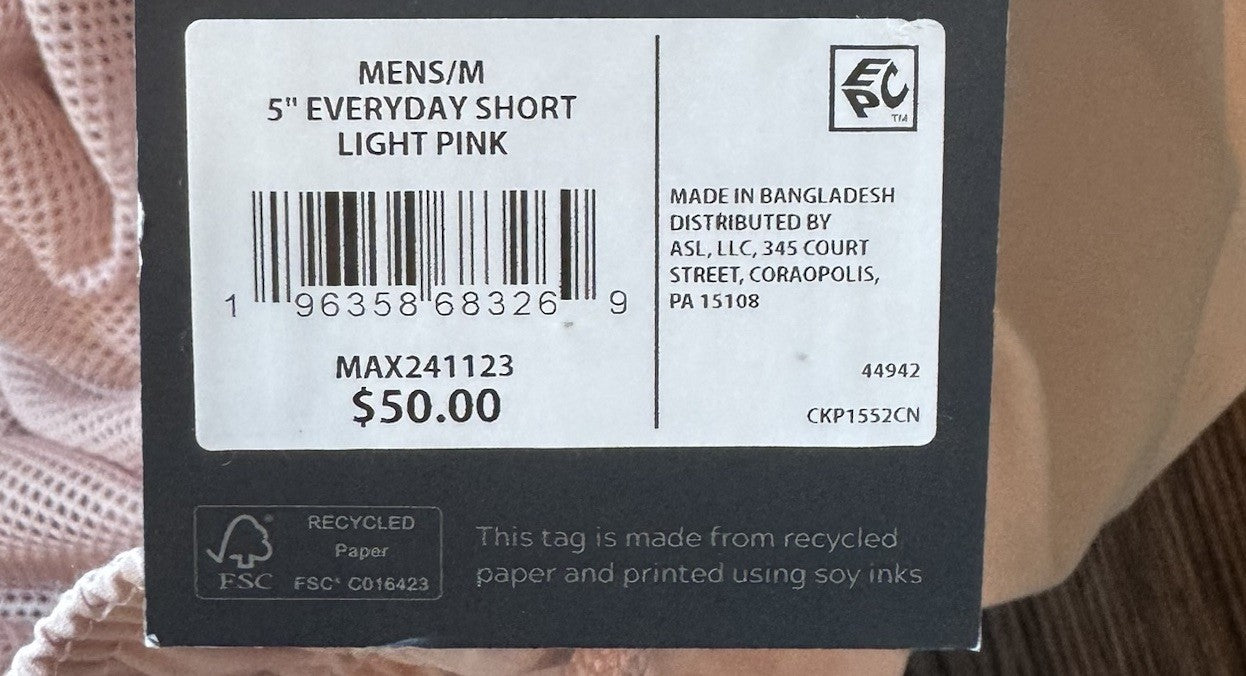 MENS/M
5" EVERYDAY SHORT
LIGHT PINK
1 96358 68326 9
MAX241123
$50.00
EPC
TM
MADE IN BANGLADESH
DISTRIBUTED BY
ASL, LLC, 345 COURT
STREET, CORAOPOLIS,
PA 15108
44942
CKP1552CN
FSC
RECYCLED
Paper
FSC® C016423
This tag is made from recycled
paper and printed using soy inks